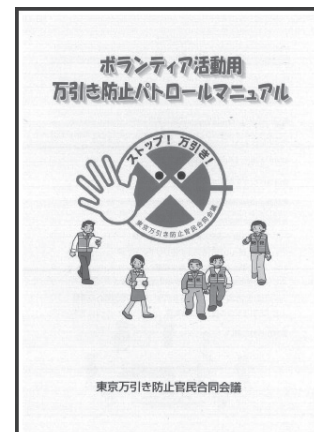 ボランティア活動用
万引き防止パトロールマニュアル
ストップ! 万引き!
東京万引き防止官民合同会議
東京万引き防止官民合同会議